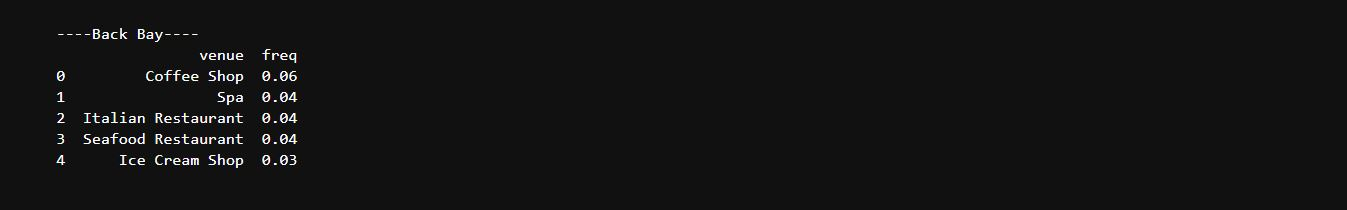 ----Back Bay----
                venue  freq
0         Coffee Shop  0.06
1                 Spa  0.04
2  Italian Restaurant  0.04
3  Seafood Restaurant  0.04
4      Ice Cream Shop  0.03